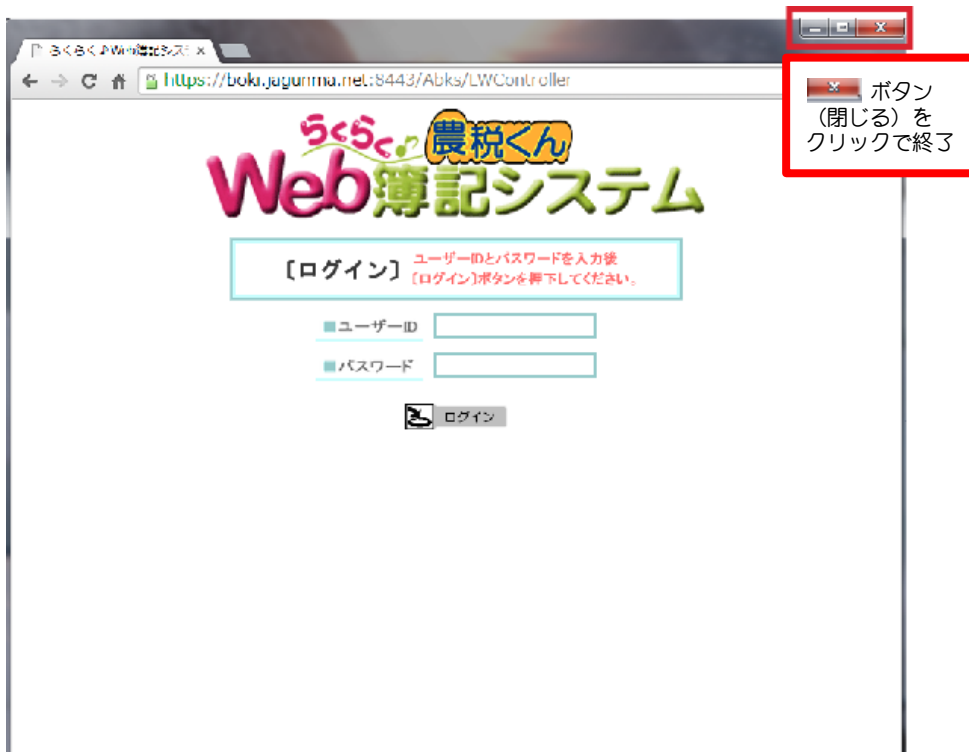 らくらく♪Web簿記システ
https://boki.jagunma.net:8443/Abks/LWController
ボタン
（閉じる）を
クリックで終了
らくらく♪農税くん
Web簿記システム
〔ログイン〕
ユーザーIDとパスワードを入力後
〔ログイン〕ボタンを押下してください。
■ユーザーID
■パスワード
ログイン